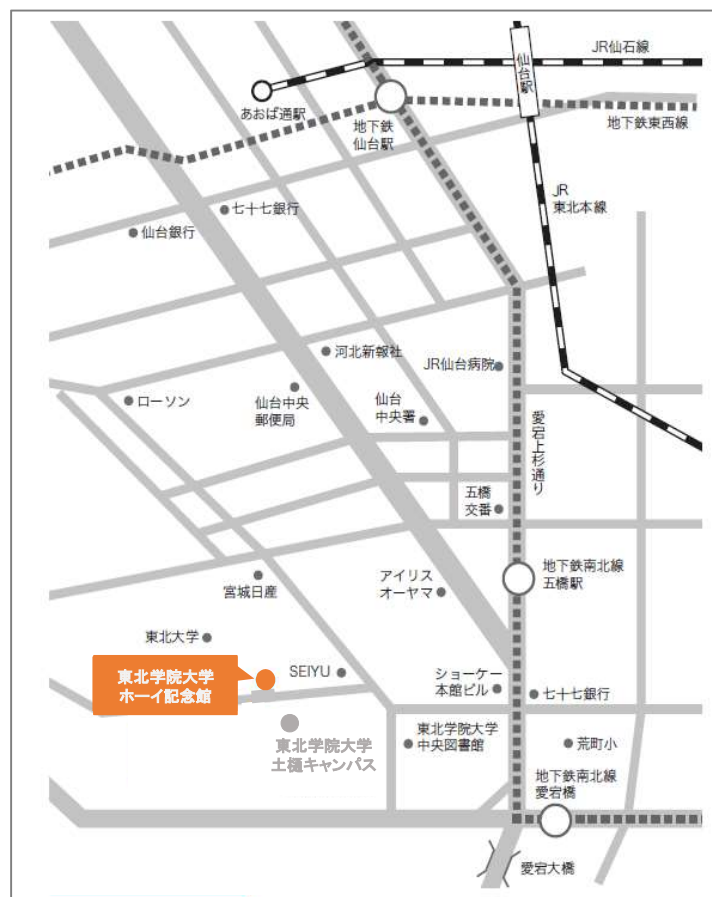 JR仙石線
仙台駅
あおば通駅
地下鉄
仙台駅
地下鉄東西線
JR
東北本線
七十七銀行
仙台銀行
河北新報社
JR仙台病院
ローソン
仙台中央
郵便局
仙台
中央署
愛宕上杉通り
五橋
交番
宮城日産
アイリス
オーヤマ
地下鉄南北線
五橋駅
東北大学
東北学院大学
ホーイ記念館
SEIYU
ショーケー
本館ビル
七十七銀行
東北学院大学
土樋キャンパス
東北学院大学
中央図書館
荒町小
地下鉄南北線
愛宕橋
愛宕大橋